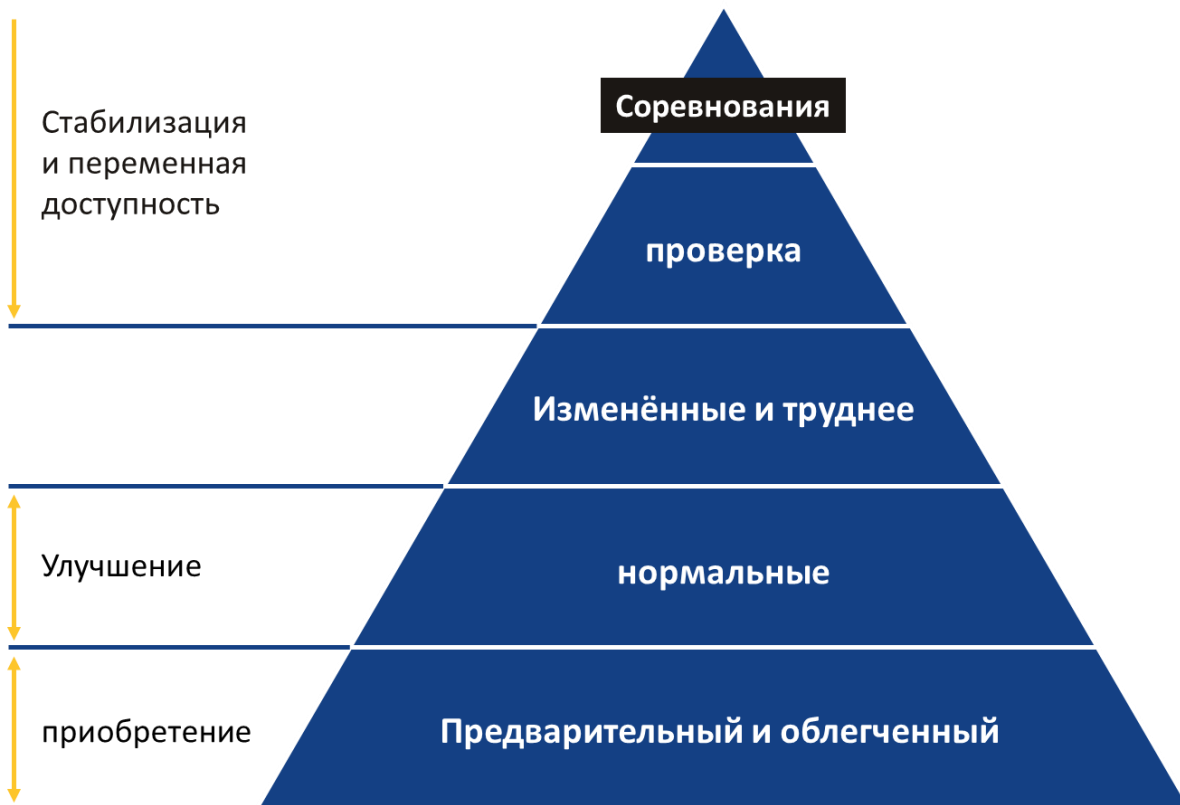 Соревнования
Стабилизация
и переменная
доступность
проверка
Изменённые и труднее
Улучшение
нормальные
приобретение
Предварительный и облегченный